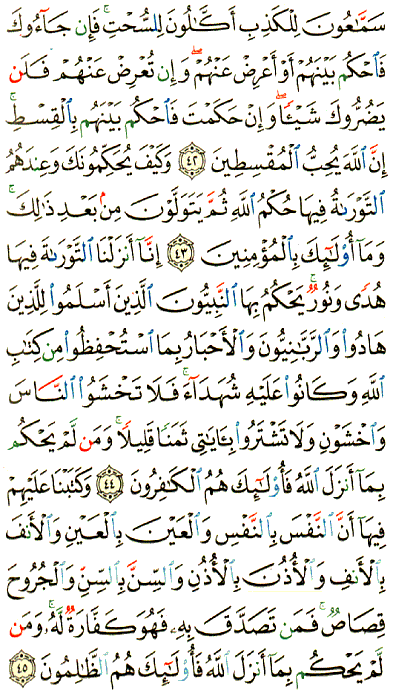 سَمَّٰعُونَ لِلْكَذِبِ أَكَّٰلُونَ لِلسُّحْتِ ۚ فَإِن جَآءُوكَ
فَٱحْكُم بَيْنَهُمْ أَوْ أَعْرِضْ عَنْهُمْ ۖ وَإِن تُعْرِضْ عَنْهُمْ فَلَن
يَضُرُّوكَ شَيْـًٔا ۖ وَإِنْ حَكَمْتَ فَٱحْكُم بَيْنَهُم بِٱلْقِسْطِ ۚ
إِنَّ ٱللَّهَ يُحِبُّ ٱلْمُقْسِطِينَ ٤٢ وَكَيْفَ يُحَكِّمُونَكَ وَعِندَهُمُ
ٱلتَّوْرَىٰةُ فِيهَا حُكْمُ ٱللَّهِ ثُمَّ يَتَوَلَّوْنَ مِنۢ بَعْدِ ذَٰلِكَ ۚ
وَمَآ أُو۟لَٰٓئِكَ بِٱلْمُؤْمِنِينَ ٤٣ إِنَّآ أَنزَلْنَا ٱلتَّوْرَىٰةَ فِيهَا
هُدًى وَنُورٌ ۚ يَحْكُمُ بِهَا ٱلنَّبِيُّونَ ٱلَّذِينَ أَسْلَمُوا۟ لِلَّذِينَ
هَادُوا۟ وَٱلرَّبَّٰنِيُّونَ وَٱلْأَحْبَارُ بِمَا ٱسْتُحْفِظُوا۟ مِن كِتَٰبِ
ٱللَّهِ وَكَانُوا۟ عَلَيْهِ شُهَدَآءَ ۚ فَلَا تَخْشَوُا۟ ٱلنَّاسَ
وَٱخْشَوْنِ وَلَا تَشْتَرُوا۟ بِـَٔايَٰتِى ثَمَنًا قَلِيلًا ۚ وَمَن لَّمْ يَحْكُم
بِمَآ أَنزَلَ ٱللَّهُ فَأُو۟لَٰٓئِكَ هُمُ ٱلْكَٰفِرُونَ ٤٤ وَكَتَبْنَا عَلَيْهِمْ
فِيهَآ أَنَّ ٱلنَّفْسَ بِٱلنَّفْسِ وَٱلْعَيْنَ بِٱلْعَيْنِ وَٱلْأَنفَ
بِٱلْأَنفِ وَٱلْأُذُنَ بِٱلْأُذُنِ وَٱلسِّنَّ بِٱلسِّنِّ وَٱلْجُرُوحَ
قِصَاصٌ ۚ فَمَن تَصَدَّقَ بِهِۦ فَهُوَ كَفَّارَةٌ لَّهُۥ ۚ وَمَن
لَّمْ يَحْكُم بِمَآ أَنزَلَ ٱللَّهُ فَأُو۟لَٰٓئِكَ هُمُ ٱلظَّٰلِمُونَ ٤٥